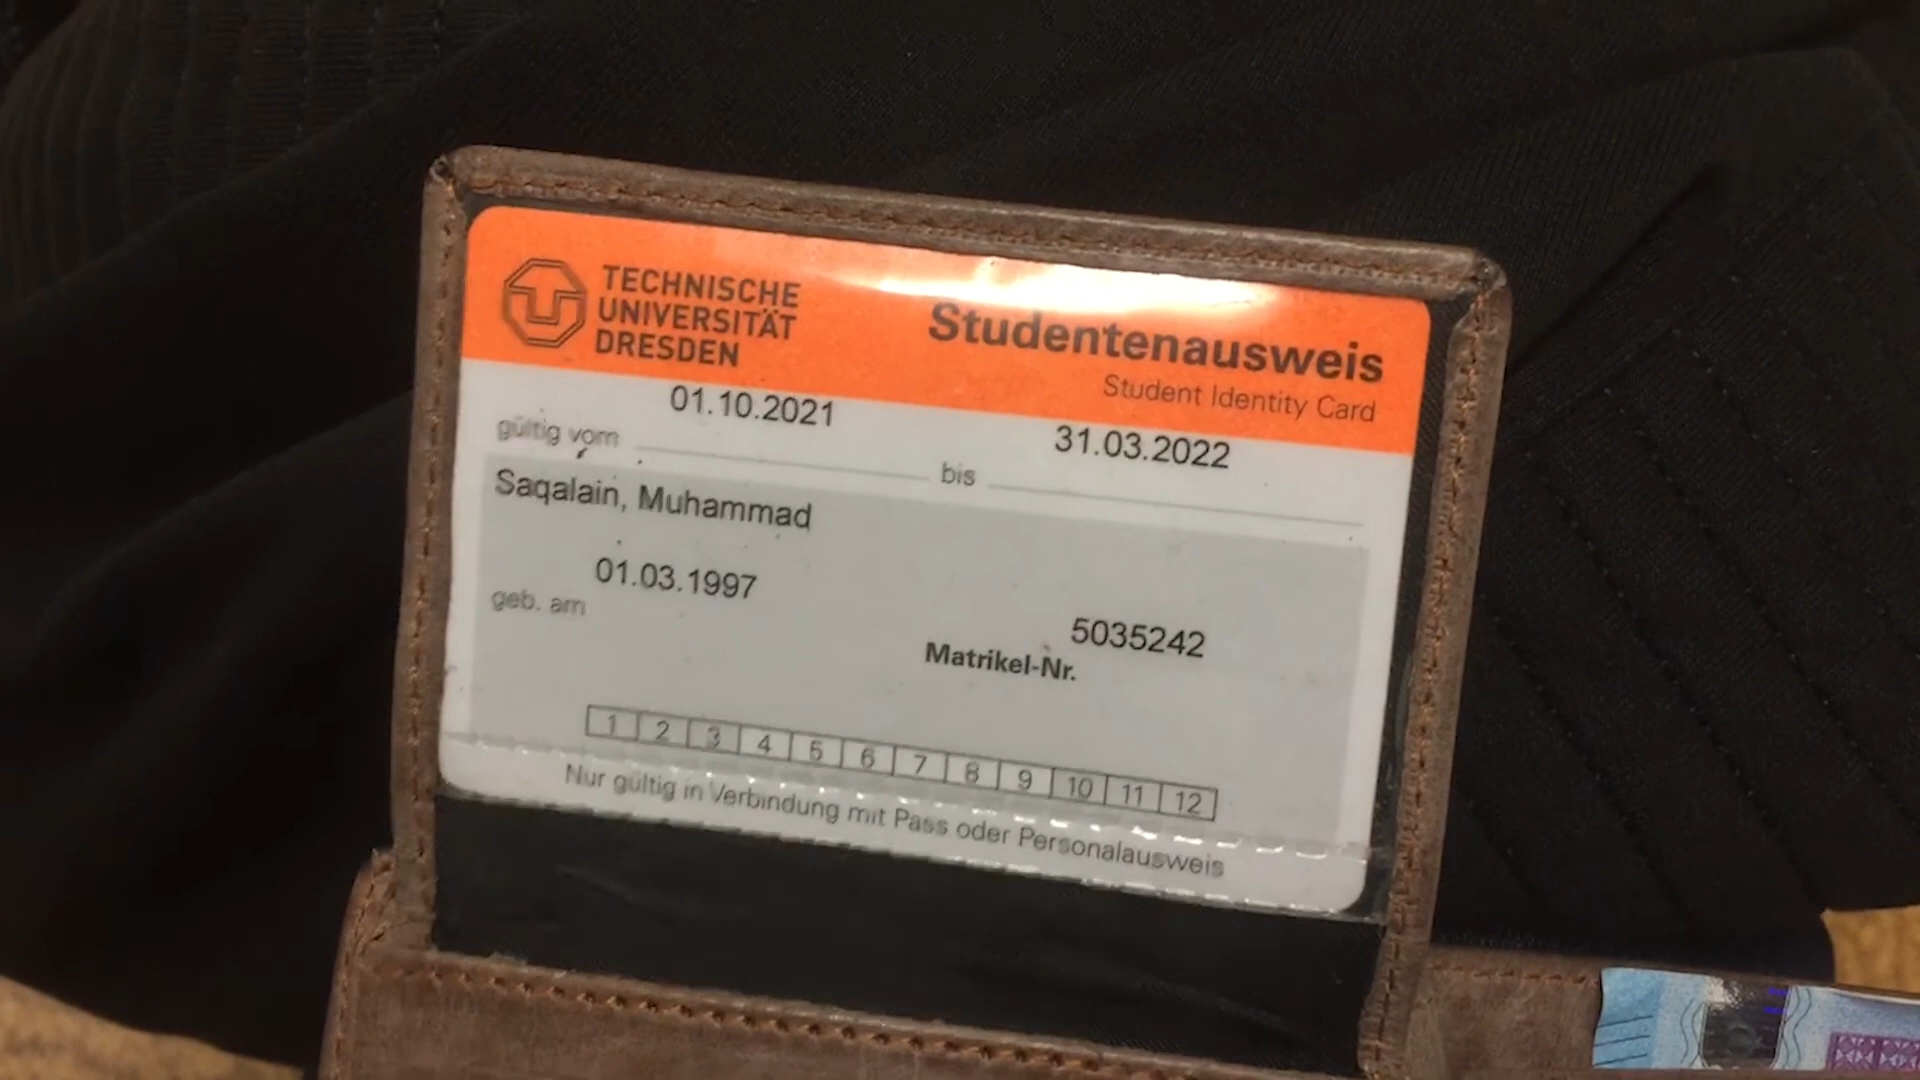 TECHNISCHE
UNIVERSITÄT
DRESDEN
Studentenausweis
Student Identity Card
gültig vom 01.10.2021 bis 31.03.2022
Saqalain, Muhammad
geb. am 01.03.1997
Matrikel-Nr. 5035242
1 2 3 4 5 6 7 8 9 10 11 12
Nur gültig in Verbindung mit Pass oder Personalausweis